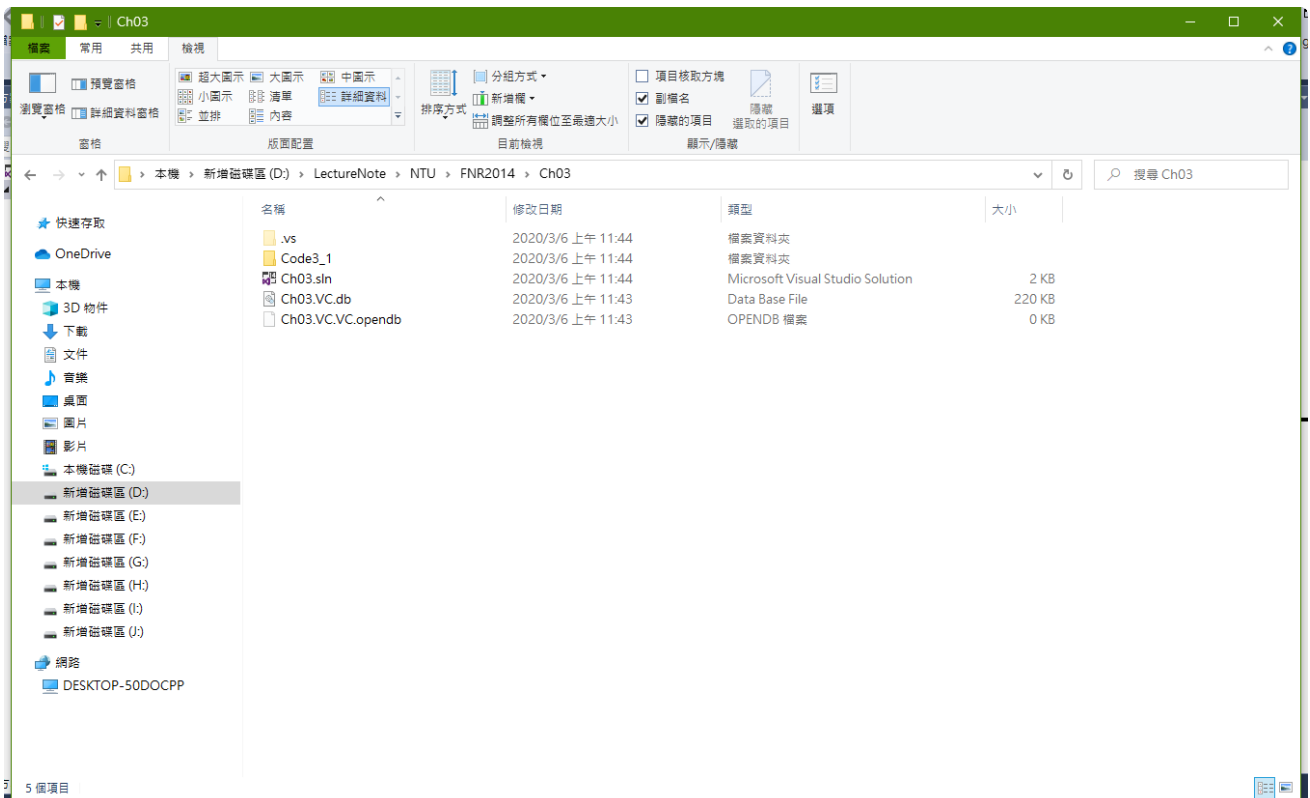 Ch03
檔案 常用 共用 檢視
預覽窗格
詳細資料窗格
瀏覽窗格
窗格
超大圖示 大圖示 中圖示
小圖示 清單 詳細資料
並排 內容
版面配置
排序方式
分組方式
新增欄
調整所有欄位至最適大小
目前檢視
項目核取方塊
副檔名
隱藏的項目
隱藏
選取的項目
顯示/隱藏
選項
本機 › 新增磁碟區 (D:) › LectureNote › NTU › FNR2014 › Ch03
搜尋 Ch03
快速存取
OneDrive
本機
3D 物件
下載
文件
音樂
桌面
圖片
影片
本機磁碟 (C:)
新增磁碟區 (D:)
新增磁碟區 (E:)
新增磁碟區 (F:)
新增磁碟區 (G:)
新增磁碟區 (H:)
新增磁碟區 (I:)
新增磁碟區 (J:)
網路
DESKTOP-50DOCPP
名稱 修改日期 類型 大小
.vs 2020/3/6 上午 11:44 檔案資料夾
Code3_1 2020/3/6 上午 11:44 檔案資料夾
Ch03.sln 2020/3/6 上午 11:44 Microsoft Visual Studio Solution 2 KB
Ch03.VC.db 2020/3/6 上午 11:43 Data Base File 220 KB
Ch03.VC.VC.opendb 2020/3/6 上午 11:43 OPENDB 檔案 0 KB
5 個項目